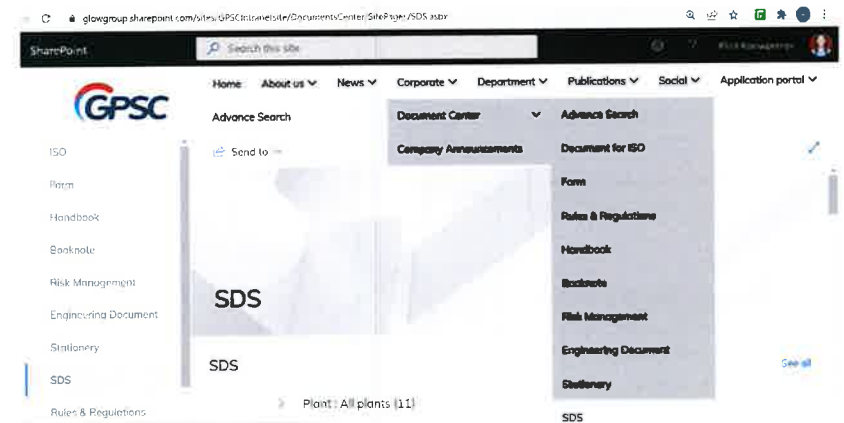 glowgroup.sharepoint.com/sites/GPSCIntranetsite/DocumentsCenter/SitePages/SDS.aspx
SharePoint
Search this site
GPSC
Home About us News Corporate Department Publications Social Application portal
Advance Search Document Center Advance Search
Send to Company Announcements Document for ISO
ISO
Form
Form
Rules & Regulations
Handbook
Handbook
Booknote
Booknote
Risk Management
SDS
Risk Management
Engineering Document
Engineering Document
Stationery
Stationery
SDS
See all
SDS
Plant : All plants (11)
Rules & Regulations
SDS